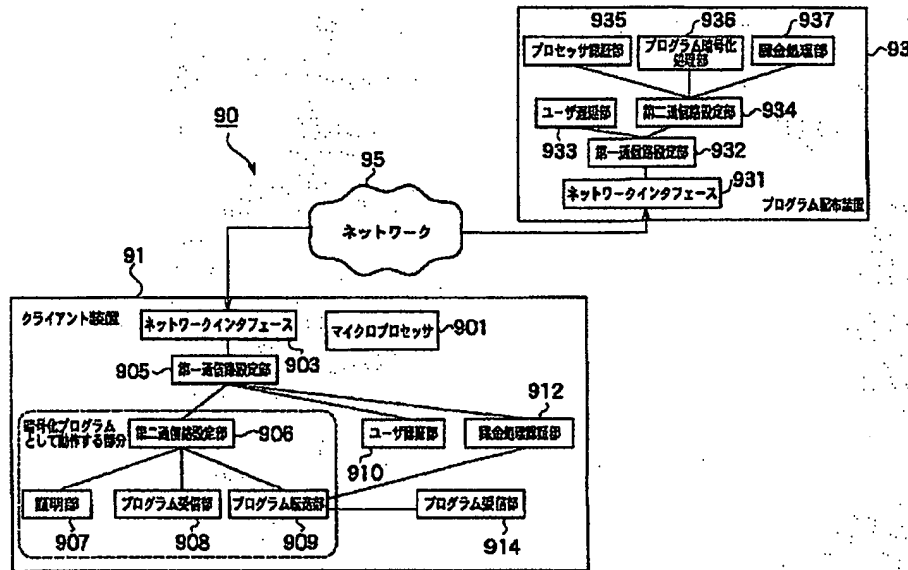 935
936
937
93
プロセッサ認証部
プログラム暗号化
処理部
課金処理部
ユーザ認証部
第二通信路設定部
934
933
第一通信路設定部
932
ネットワークインタフェース
931
プログラム配布装置
90
95
ネットワーク
91
クライアント装置
ネットワークインタフェース
903
マイクロプロセッサ
901
905
第一通信路設定部
912
暗号化プログラム
として動作する部分
第二通信路設定部
906
ユーザ認証部
910
課金処理認証部
証明部
プログラム受信部
プログラム転送部
プログラム受信部
907
908
909
914